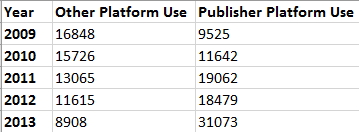 Year Other Platform Use Publisher Platform Use
2009 16848 9525
2010 15726 11642
2011 13065 19062
2012 11615 18479
2013 8908 31073